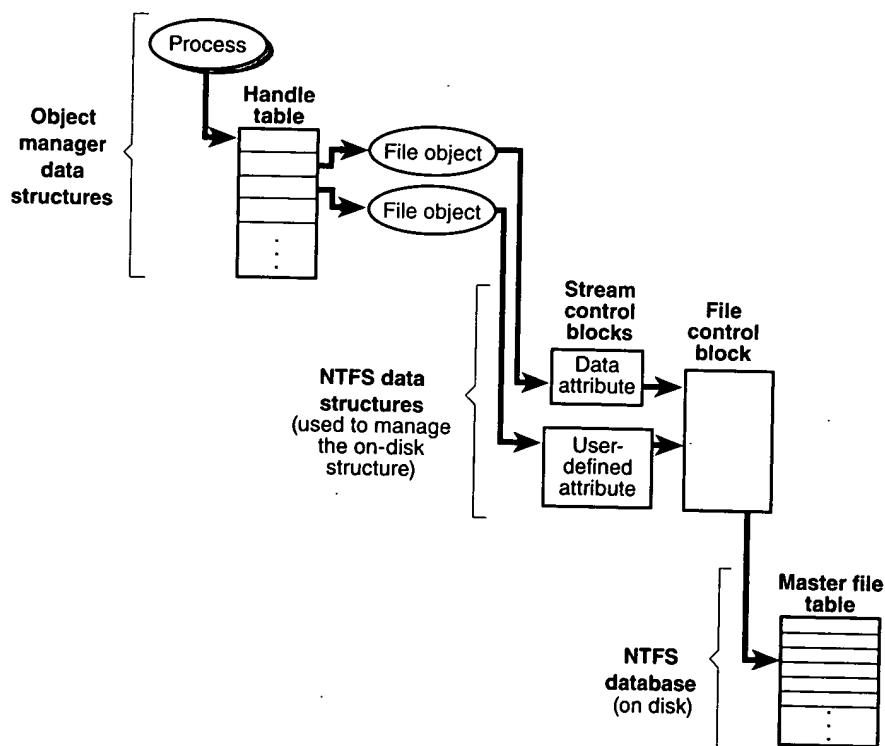 Process
Handle
table
Object
manager
data
structures
File object
File object
Stream
control
blocks
File
control
block
Data
attribute
NTFS data
structures
(used to manage
the on-disk
structure)
User-
defined
attribute
Master file
table
NTFS
database
(on disk)